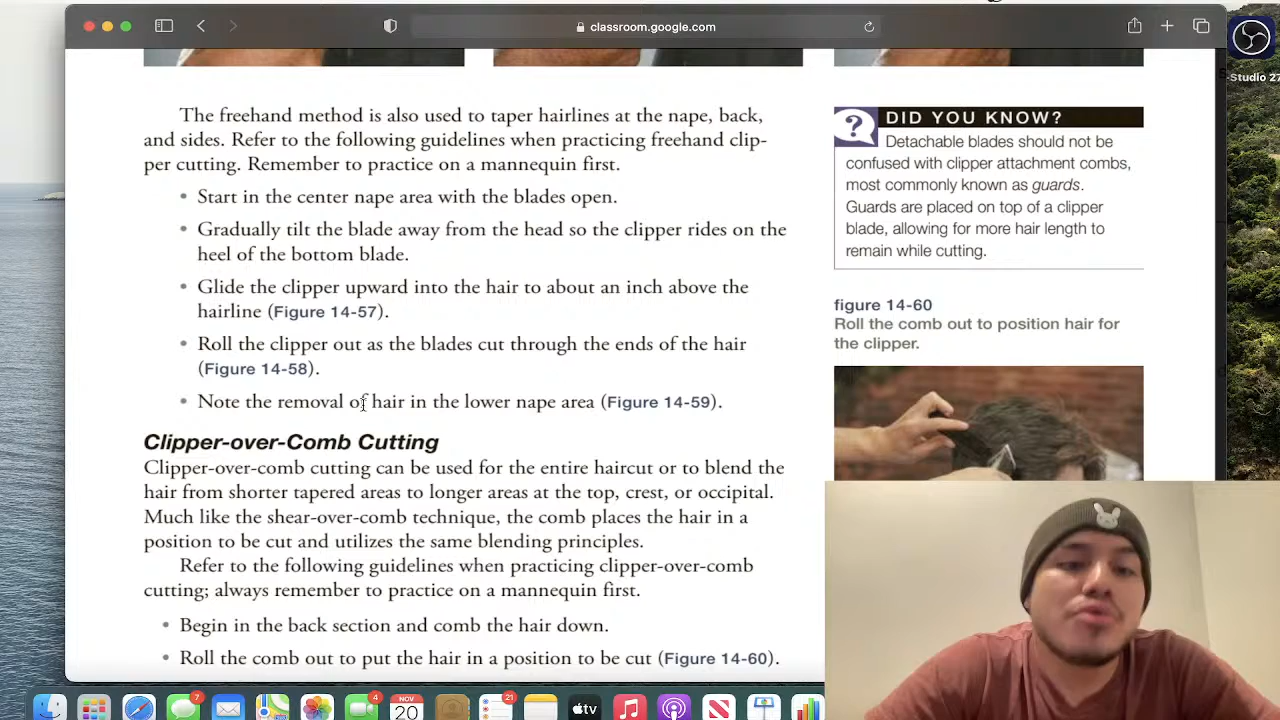 classroom.google.com
-Studio 27
The freehand method is also used to taper hairlines at the nape, back,
and sides. Refer to the following guidelines when practicing freehand clip-
per cutting. Remember to practice on a mannequin first.
• Start in the center nape area with the blades open.
• Gradually tilt the blade away from the head so the clipper rides on the
heel of the bottom blade.
• Glide the clipper upward into the hair to about an inch above the
hairline (Figure 14-57).
• Roll the clipper out as the blades cut through the ends of the hair
(Figure 14-58).
• Note the removal of hair in the lower nape area (Figure 14-59).
Clipper-over-Comb Cutting
Clipper-over-comb cutting can be used for the entire haircut or to blend the
hair from shorter tapered areas to longer areas at the top, crest, or occipital.
Much like the shear-over-comb technique, the comb places the hair in a
position to be cut and utilizes the same blending principles.
Refer to the following guidelines when practicing clipper-over-comb
cutting; always remember to practice on a mannequin first.
• Begin in the back section and comb the hair down.
• Roll the comb out to put the hair in a position to be cut (Figure 14-60).
? DID YOU KNOW?
Detachable blades should not be
confused with clipper attachment combs,
most commonly known as guards.
Guards are placed on top of a clipper
blade, allowing for more hair length to
remain while cutting.
figure 14-60
Roll the comb out to position hair for
the clipper.
7
4
NOV
20
21
tv